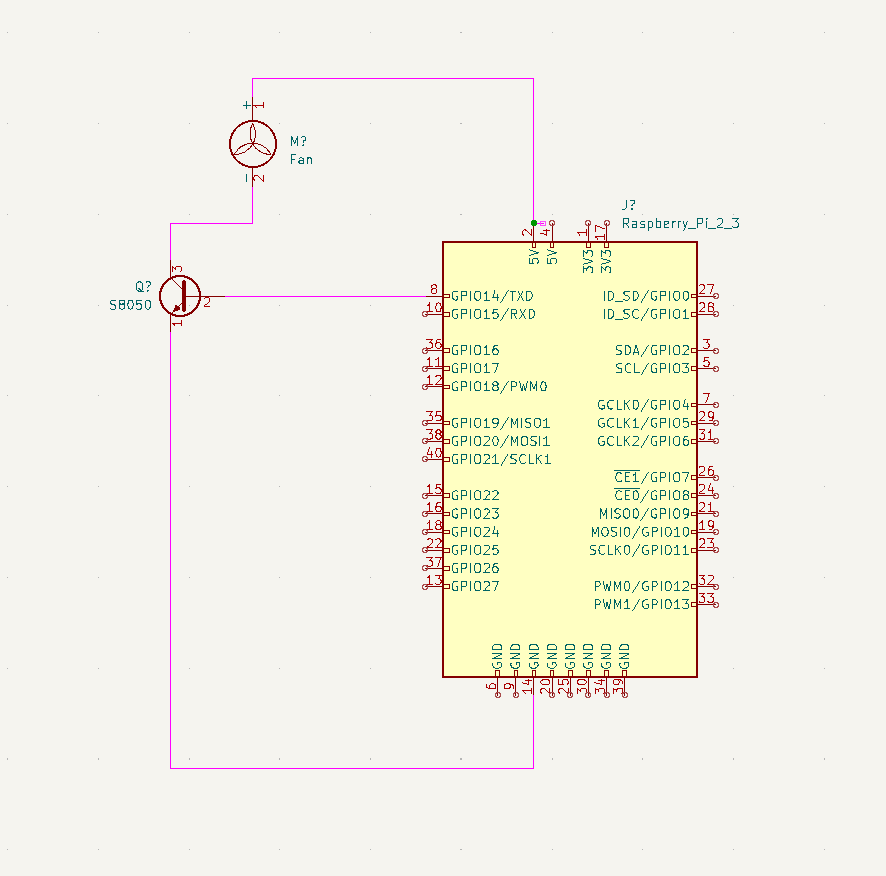 + 1
M?
Fan
- 2
J?
Raspberry_Pi_2_3
2 4 1 17
5V 5V 3V3 3V3
Q?
S8050
3
2
1
8 GPIO14/TXD
10 GPIO15/RXD
36 GPIO16
11 GPIO17
12 GPIO18/PWM0
35 GPIO19/MISO1
38 GPIO20/MOSI1
40 GPIO21/SCLK1
15 GPIO22
16 GPIO23
18 GPIO24
22 GPIO25
37 GPIO26
13 GPIO27
ID_SD/GPIO0 27
ID_SC/GPIO1 28
SDA/GPIO2 3
SCL/GPIO3 5
GCLK0/GPIO4 7
GCLK1/GPIO5 29
GCLK2/GPIO6 31
CE1/GPIO7 26
CE0/GPIO8 24
MISO0/GPIO9 21
MOSI0/GPIO10 19
SCLK0/GPIO11 23
PWM0/GPIO12 32
PWM1/GPIO13 33
GND GND GND GND GND GND GND GND
6 9 14 20 25 30 34 39